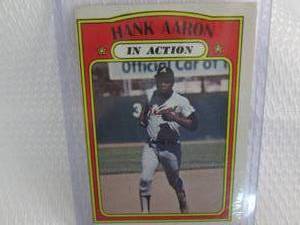 HANK AARON
IN ACTION
Official Car of t